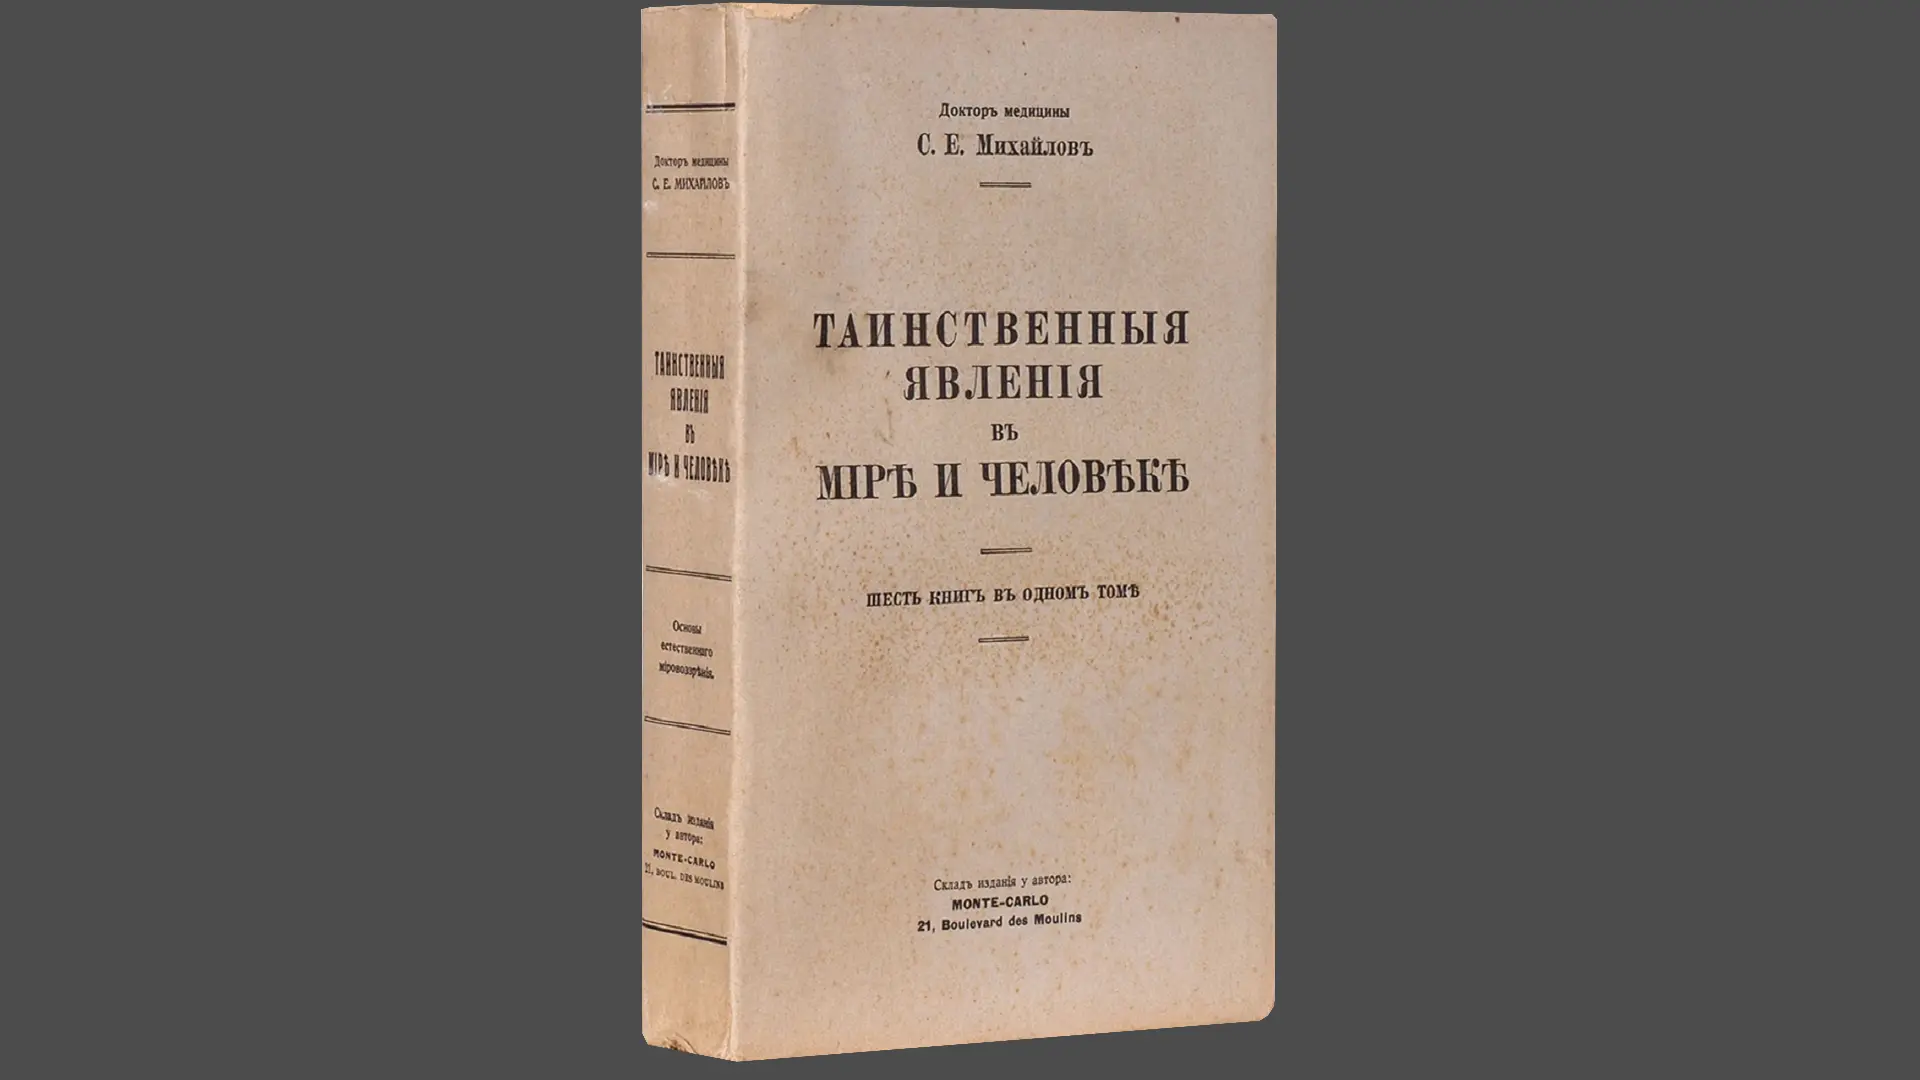 Докторъ медицины
С. Е. МИХАЙЛОВЪ
ТАИНСТВЕННЫЯ
ЯВЛЕНІЯ
ВЪ
МІРѢ И ЧЕЛОВѢКѢ
Основы
естественнаго
міровоззрѣнія.
Складъ изданія
у автора:
MONTE-CARLO
21, BOUL. DES MOULINS
Докторъ медицины
С. Е. Михайловъ
ТАИНСТВЕННЫЯ
ЯВЛЕНІЯ
ВЪ
МІРѢ И ЧЕЛОВѢКѢ
ШЕСТЬ КНИГЪ ВЪ ОДНОМЪ ТОМѢ
Складъ изданія у автора:
MONTE-CARLO
21, Boulevard des Moulins